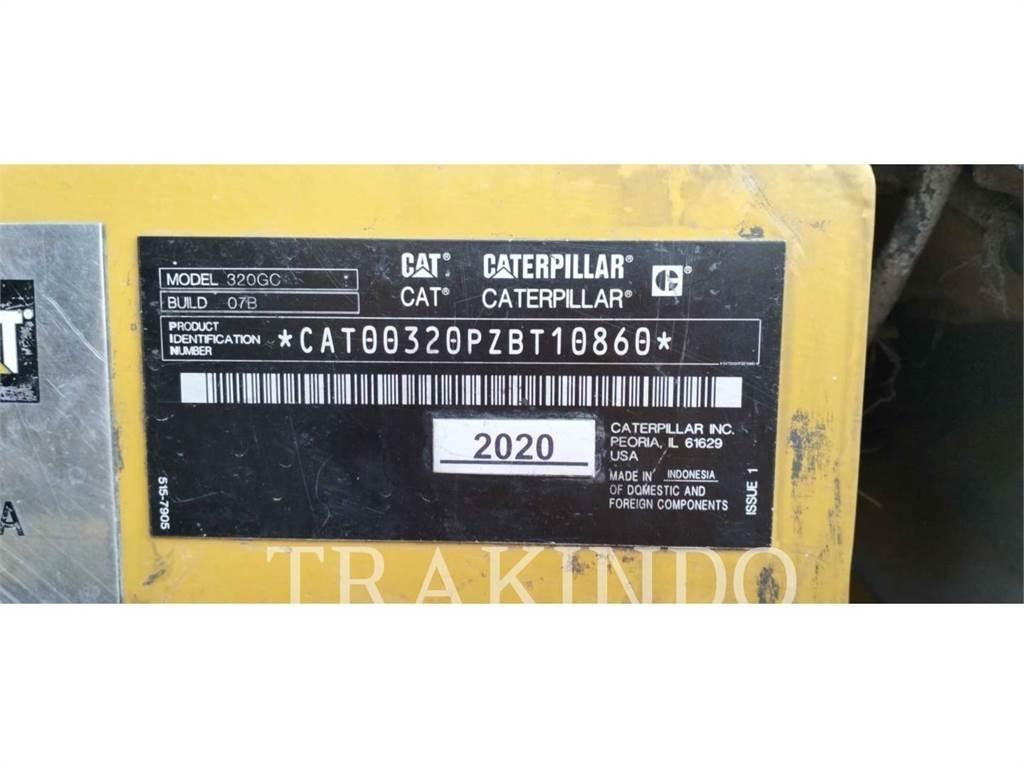 MODEL 320GC
BUILD 07B
CAT® CATERPILLAR® C®
CAT® CATERPILLAR®
PRODUCT
IDENTIFICATION
NUMBER
*CAT00320PZBT10860*
2020
CATERPILLAR INC.
PEORIA, IL 61629
USA
MADE IN INDONESIA
OF DOMESTIC AND
FOREIGN COMPONENTS
515-7905
ISSUE 1
T
A
TRAKINDO